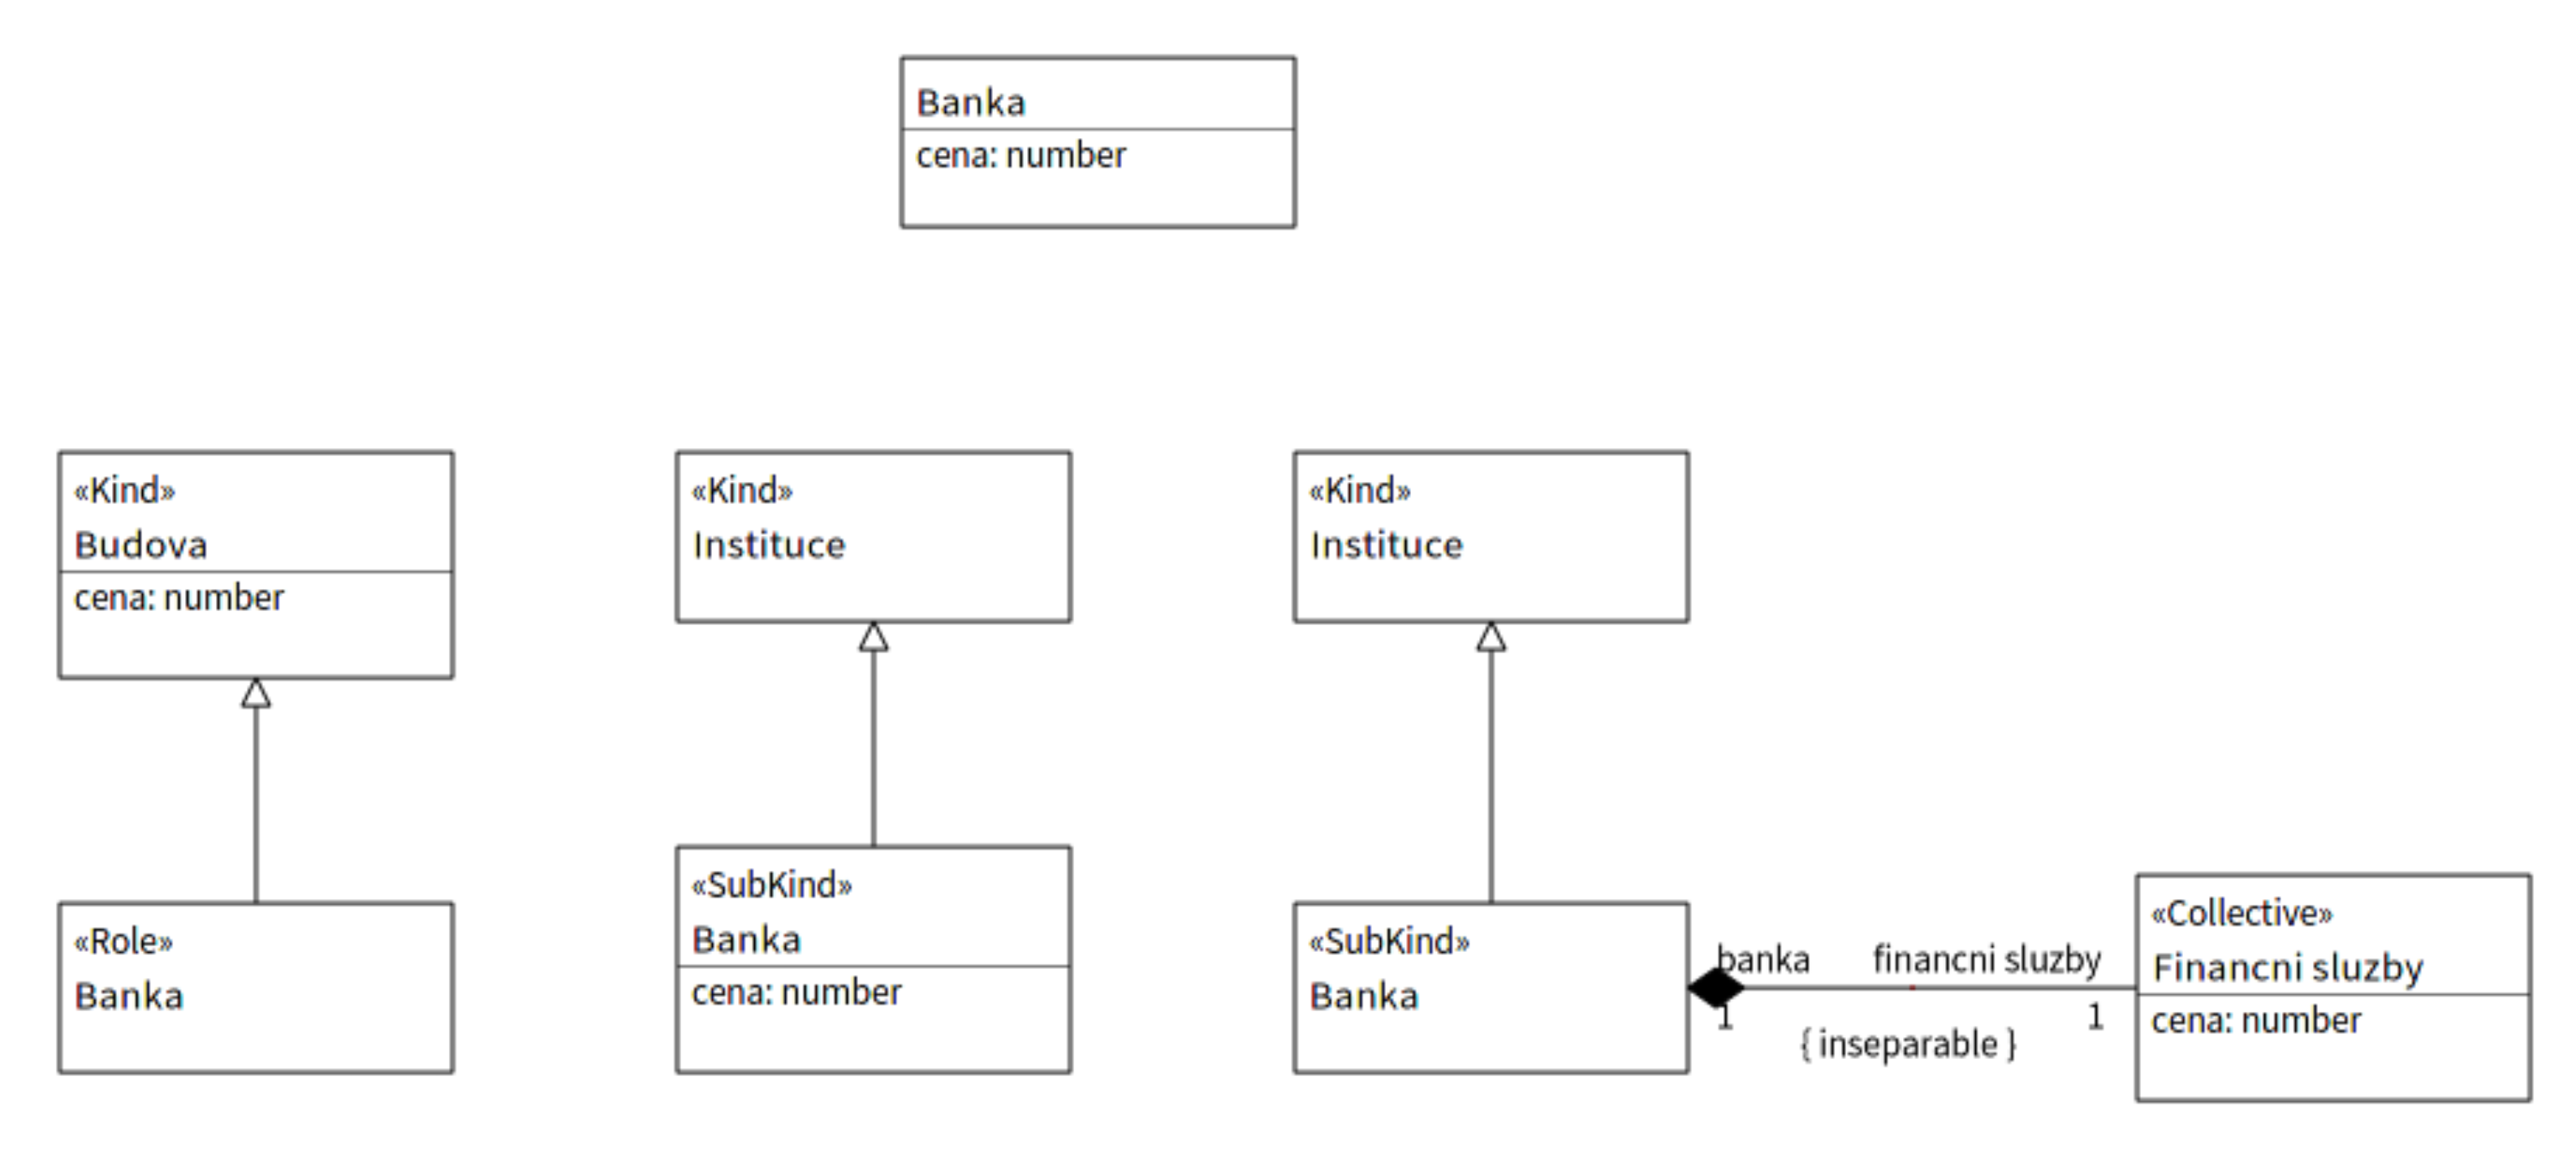 Banka
cena: number
«Kind»
Budova
cena: number
«Kind»
Instituce
«Kind»
Instituce
«Role»
Banka
«SubKind»
Banka
cena: number
«SubKind»
Banka
banka
financni sluzby
1
1
{ inseparable }
«Collective»
Financni sluzby
cena: number